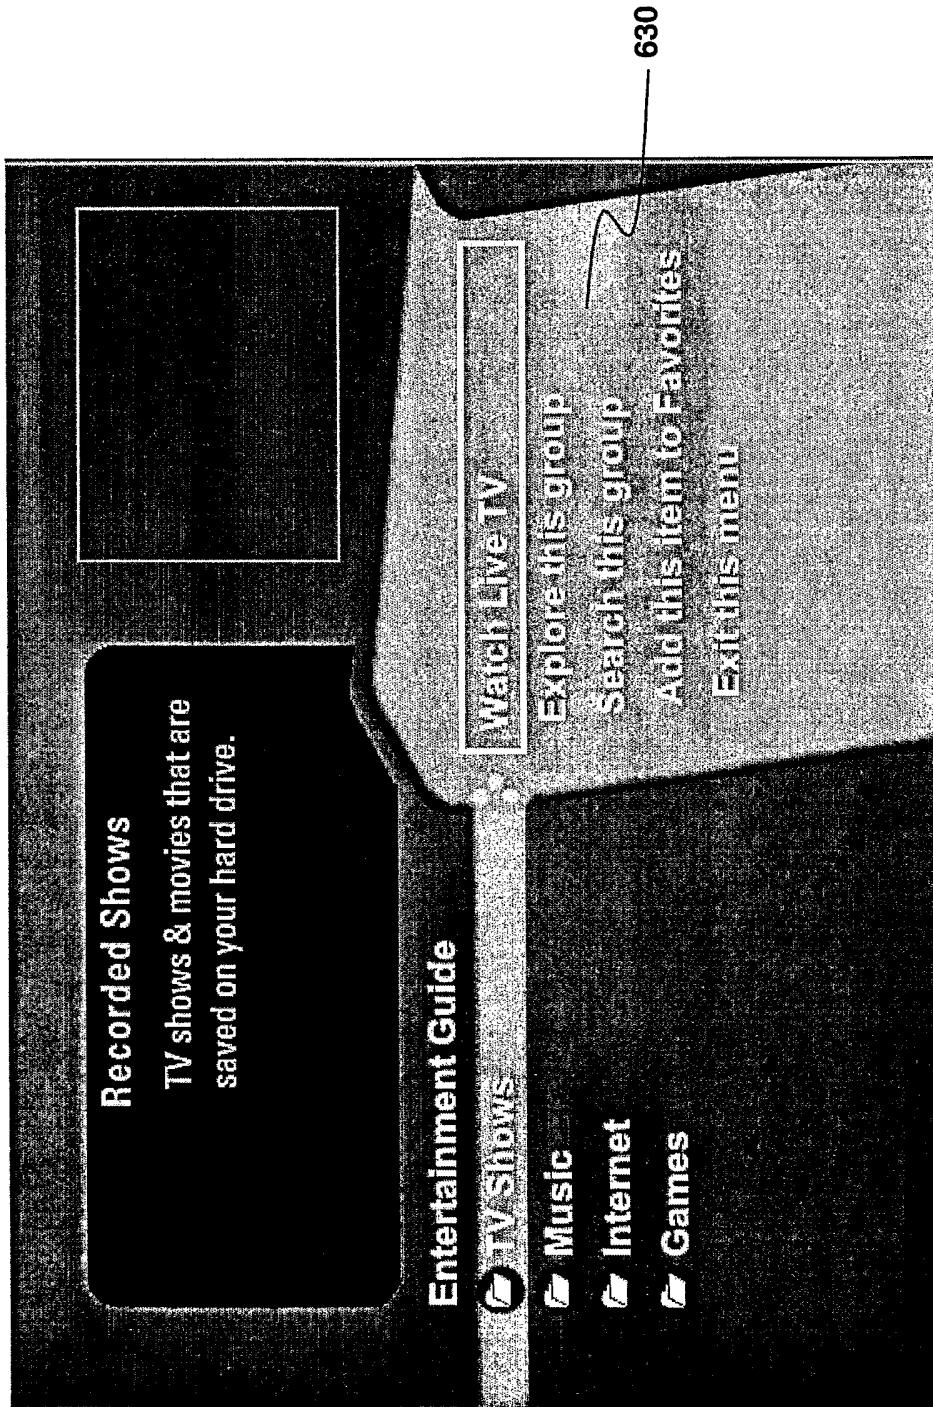 Recorded Shows
TV shows & movies that are
saved on your hard drive.
Entertainment Guide
TV Shows
Music
Internet
Games
Watch Live TV
Explore this group
Search this group
Add this item to Favorites
Exit this menu
630